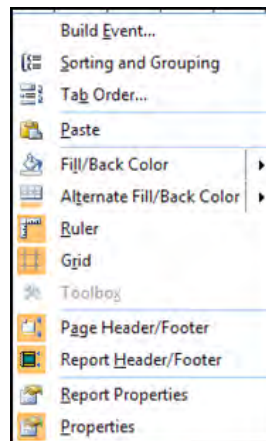 Build Event...
Sorting and Grouping
Tab Order...
Paste
Fill/Back Color
Alternate Fill/Back Color
Ruler
Grid
Toolbox
Page Header/Footer
Report Header/Footer
Report Properties
Properties